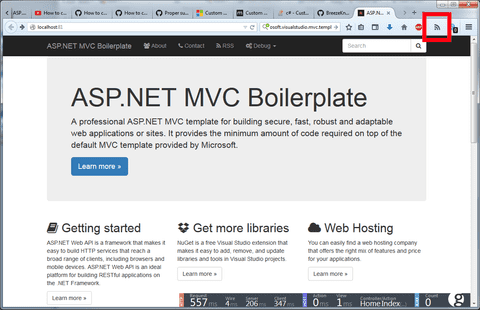 ASP
How to c
How to c
How to c
Proper su
Custom
Custom
c# - Cust
BreezeKn
ASP.N...
localhost:81
osoft.visualstudio.mvc.templ
ASP.NET MVC Boilerplate
About
Contact
RSS
Debug
Search
ASP.NET MVC Boilerplate
A professional ASP.NET MVC template for building secure, fast, robust and adaptable
web applications or sites. It provides the minimum amount of code required on top of the
default MVC template provided by Microsoft.
Learn more »
Getting started
ASP.NET Web API is a framework that makes it
easy to build HTTP services that reach a
broad range of clients, including browsers and
mobile devices. ASP.NET Web API is an ideal
platform for building RESTful applications on
the .NET Framework.
Learn more »
Get more libraries
NuGet is a free Visual Studio extension that
makes it easy to add, remove, and update
libraries and tools in Visual Studio projects.
Learn more »
Web Hosting
You can easily find a web hosting company
that offers the right mix of features and price
for your applications.
Learn more »
Request Wire Server Client Action View Controller/Action Count
557 ms 4 ms 206 ms 347 ms 0 ms 1 ms Home\Index 0
g